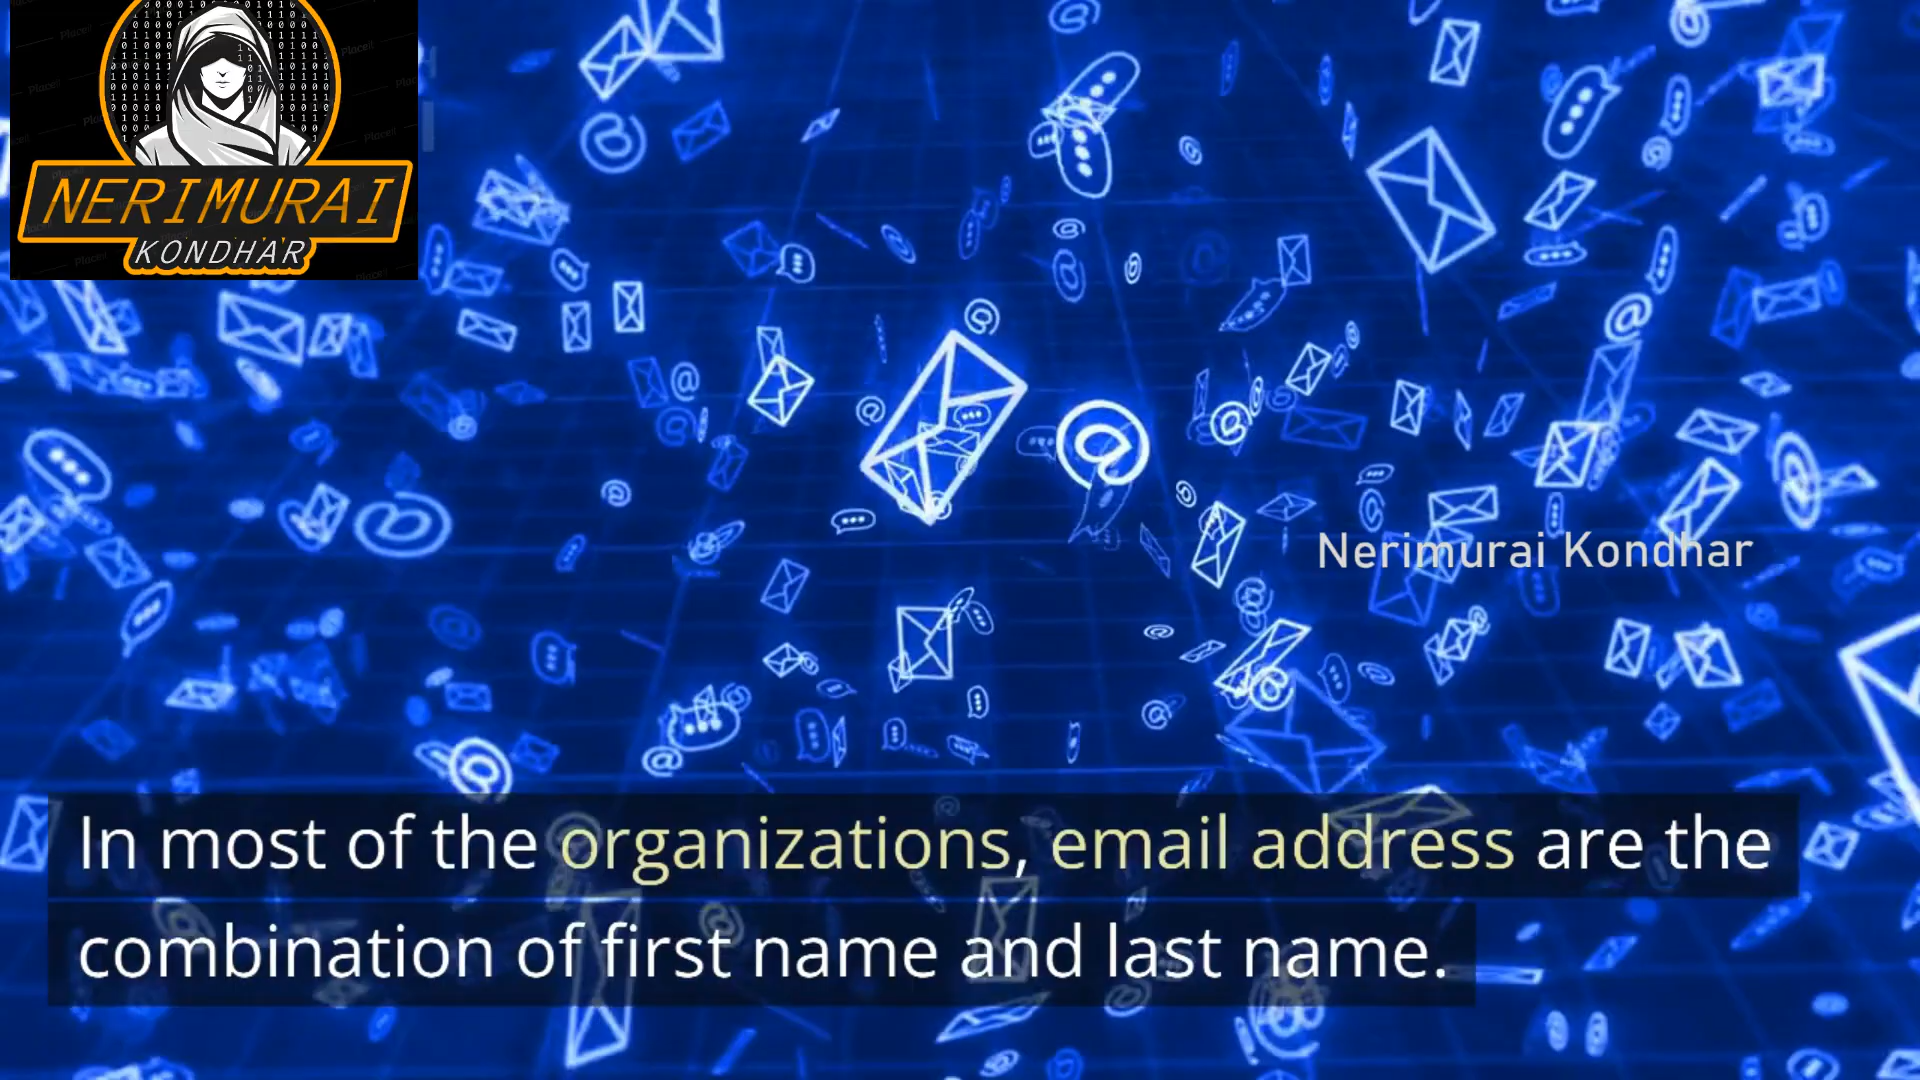 NERIMURAI
KONDHAR
Nerimurai Kondhar
In most of the organizations, email address are the
combination of first name and last name.